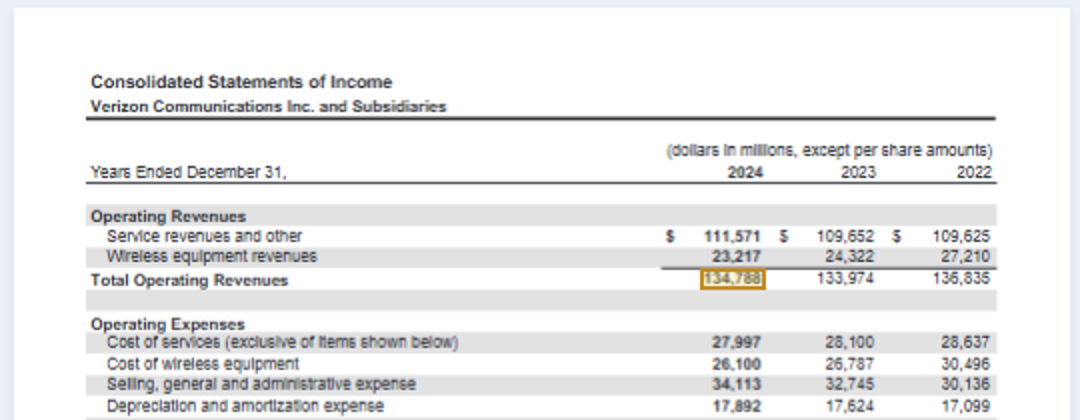 Consolidated Statements of Income
Verizon Communications Inc. and Subsidiaries
(dollars in millions, except per share amounts)
Years Ended December 31, 2024 2023 2022
Operating Revenues
Service revenues and other $ 111,571 $ 109,652 $ 109,625
Wireless equipment revenues 23,217 24,322 27,210
Total Operating Revenues 134,788 133,974 136,835
Operating Expenses
Cost of services (exclusive of items shown below) 27,997 28,100 28,637
Cost of wireless equipment 26,100 26,787 30,496
Selling, general and administrative expense 34,113 32,745 30,136
Depreciation and amortization expense 17,892 17,624 17,099